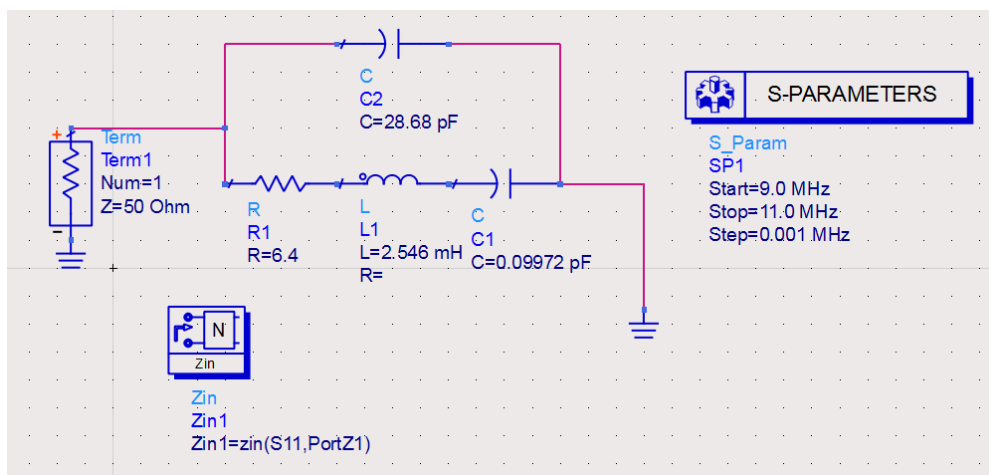 C
C2
C=28.68 pF
+
Term
Term1
Num=1
Z=50 Ohm
-
R
R1
R=6.4
L
L1
L=2.546 mH
R=
C
C1
C=0.09972 pF
S-PARAMETERS
S_Param
SP1
Start=9.0 MHz
Stop=11.0 MHz
Step=0.001 MHz
N
Zin
Zin
Zin1
Zin1=zin(S11,PortZ1)